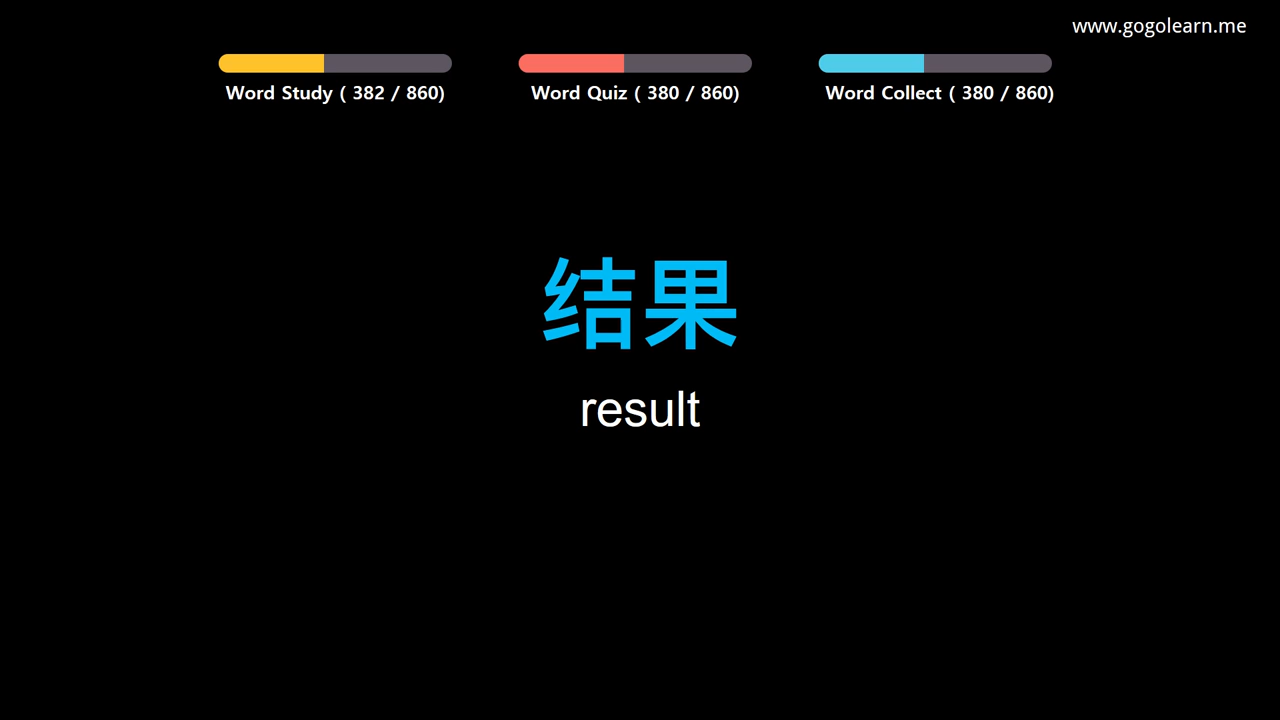 www.gogolearn.me
Word Study ( 382 / 860)
Word Quiz ( 380 / 860)
Word Collect ( 380 / 860)
结果
result